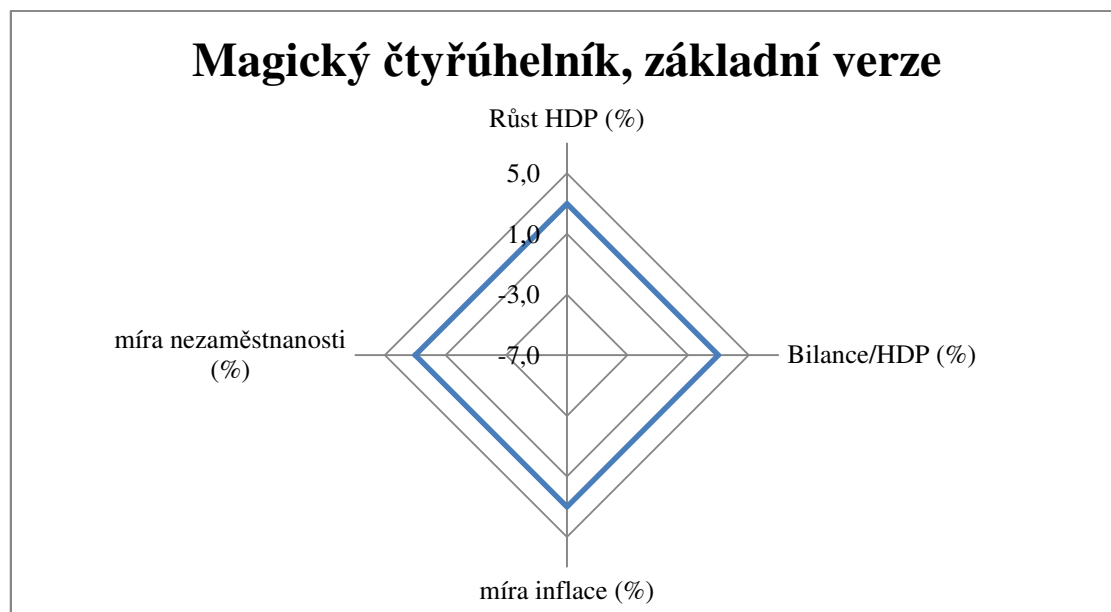 Magický čtyřúhelník, základní verze
Růst HDP (%)
5,0
1,0
-3,0
-7,0
míra nezaměstnanosti
(%)
Bilance/HDP (%)
míra inflace (%)